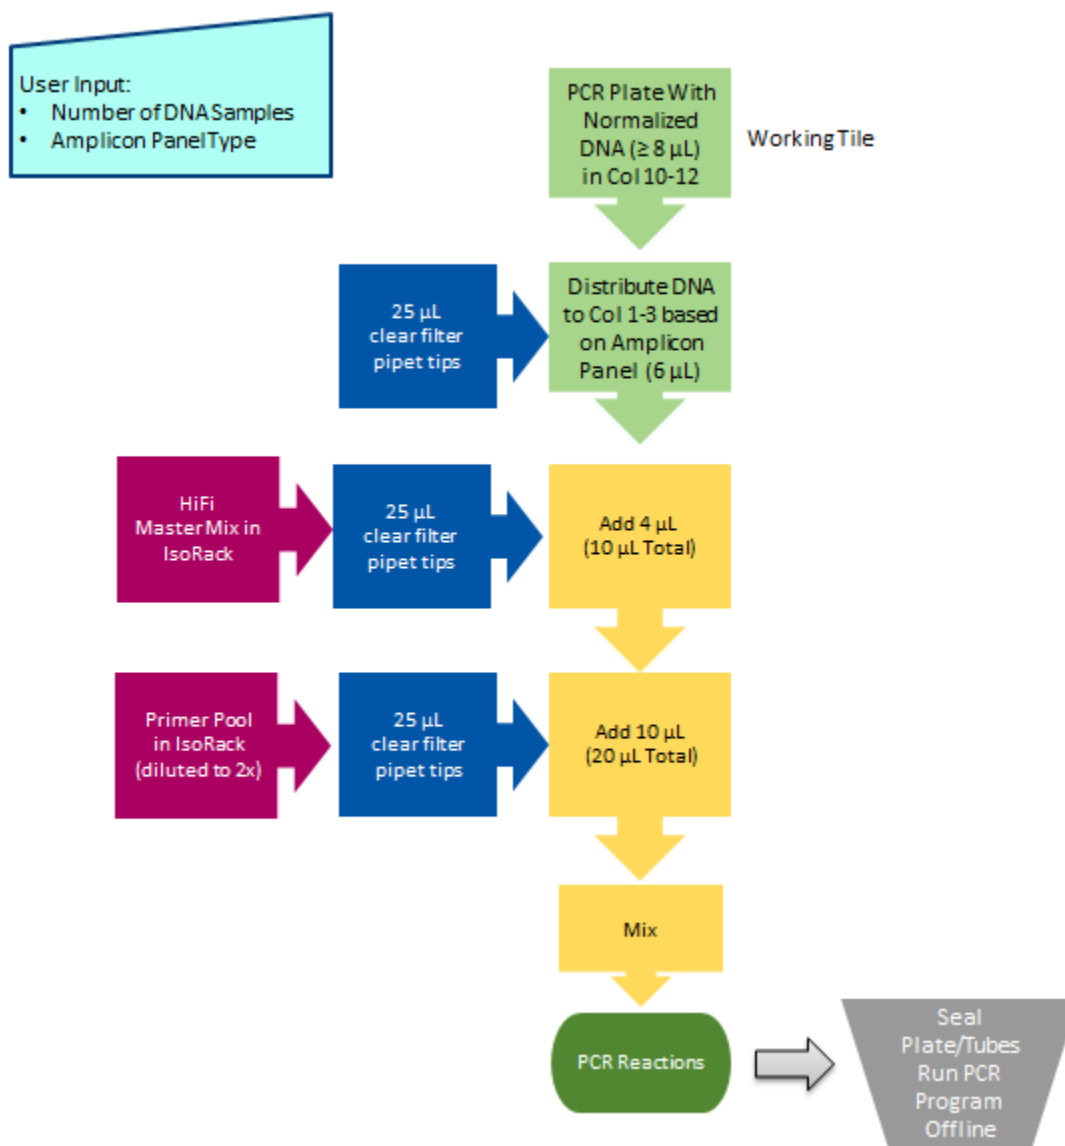 User Input:
• Number of DNA Samples
• Amplicon Panel Type
PCR Plate With
Normalized
DNA (≥ 8 µL)
in Col 10-12
Working Tile
25 µL
clear filter
pipet tips
Distribute DNA
to Col 1-3 based
on Amplicon
Panel (6 µL)
HiFi
Master Mix in
IsoRack
25 µL
clear filter
pipet tips
Add 4 µL
(10 µL Total)
Primer Pool
in IsoRack
(diluted to 2x)
25 µL
clear filter
pipet tips
Add 10 µL
(20 µL Total)
Mix
PCR Reactions
Seal
Plate/Tubes
Run PCR
Program
Offline